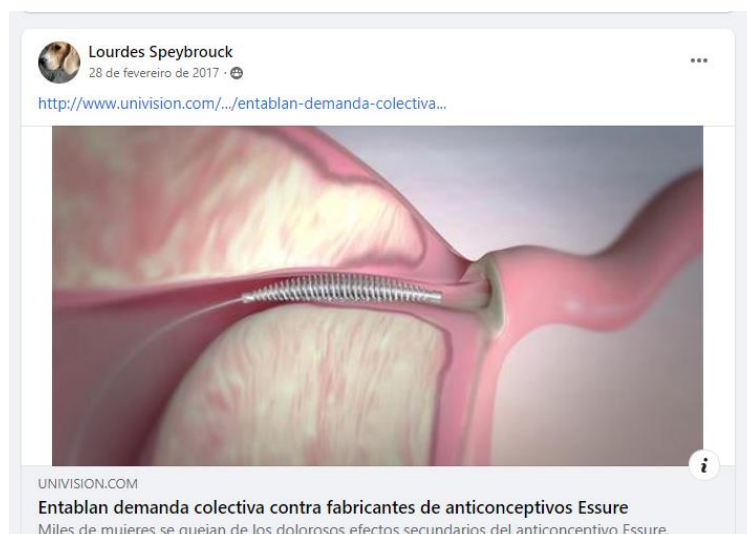 Lourdes Speybrouck
28 de fevereiro de 2017 ·
http://www.univision.com/.../entablan-demanda-colectiva...
UNIVISION.COM
Entablan demanda colectiva contra fabricantes de anticonceptivos Essure
Miles de mujeres se quejan de los dolorosos efectos secundarios del anticonceptivo Essure.